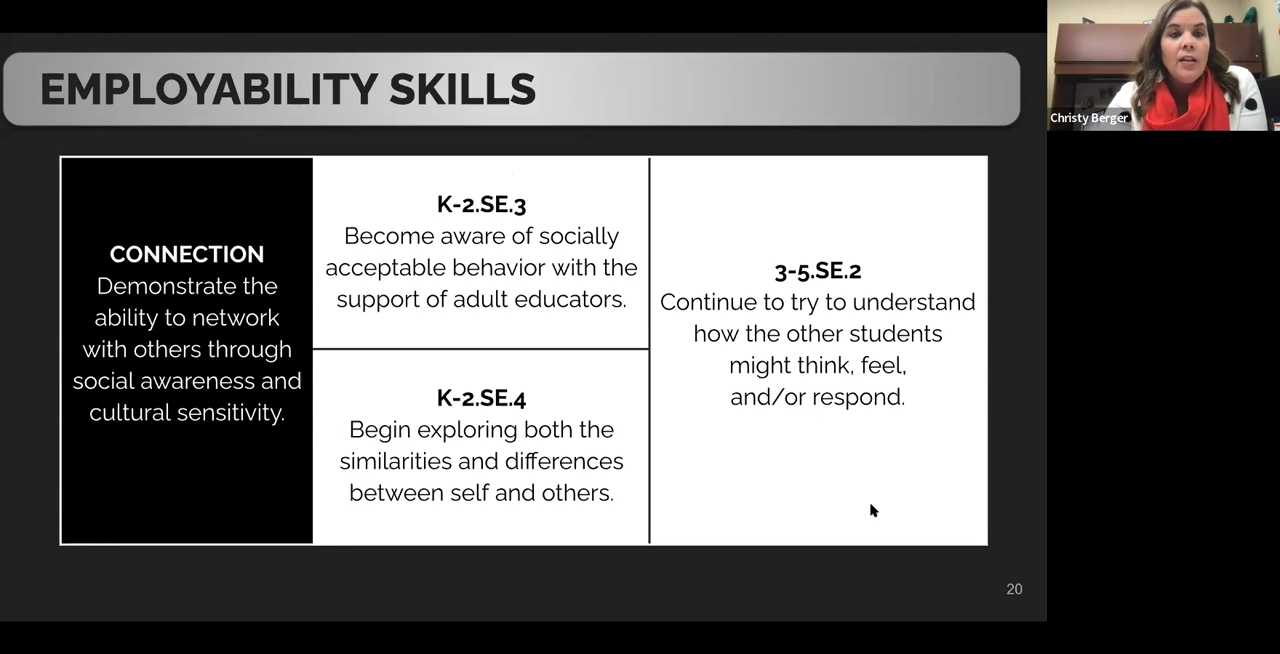 EMPLOYABILITY SKILLS
Christy Berger
CONNECTION
Demonstrate the
ability to network
with others through
social awareness and
cultural sensitivity.
K-2.SE.3
Become aware of socially
acceptable behavior with the
support of adult educators.
K-2.SE.4
Begin exploring both the
similarities and differences
between self and others.
3-5.SE.2
Continue to try to understand
how the other students
might think, feel,
and/or respond.
20